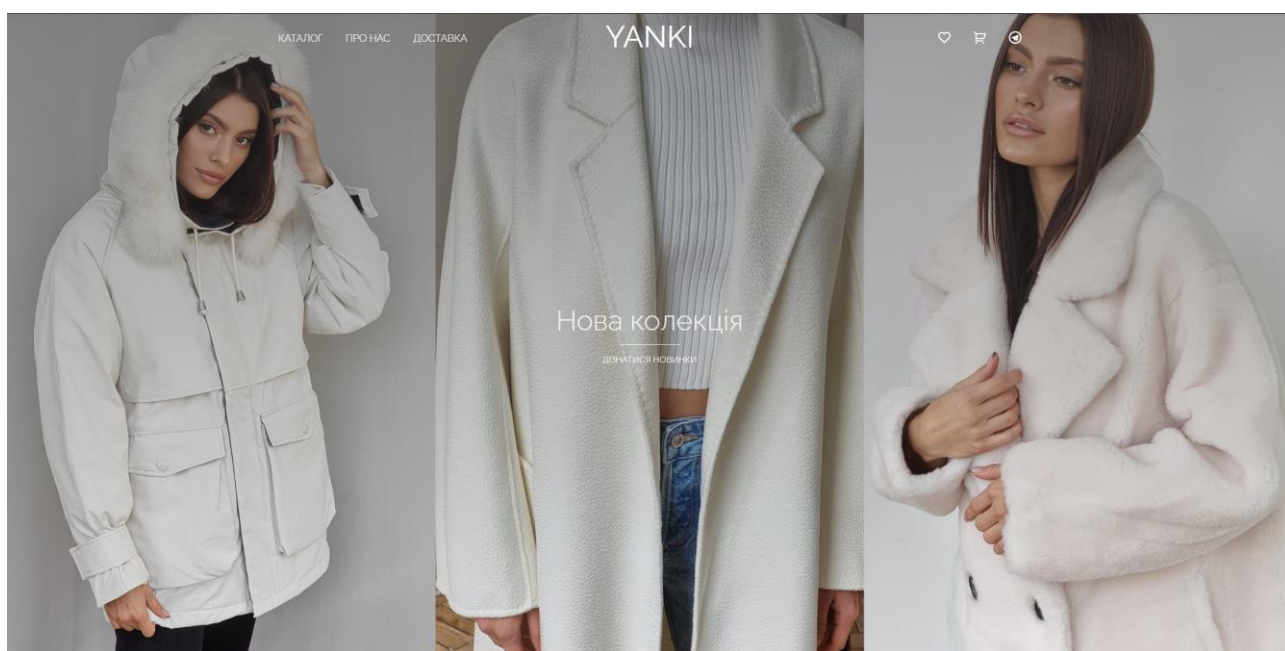 КАТАЛОГ ПРО НАС ДОСТАВКА YANKI
Нова колекція
ДІЗНАТИСЯ НОВИНКИ